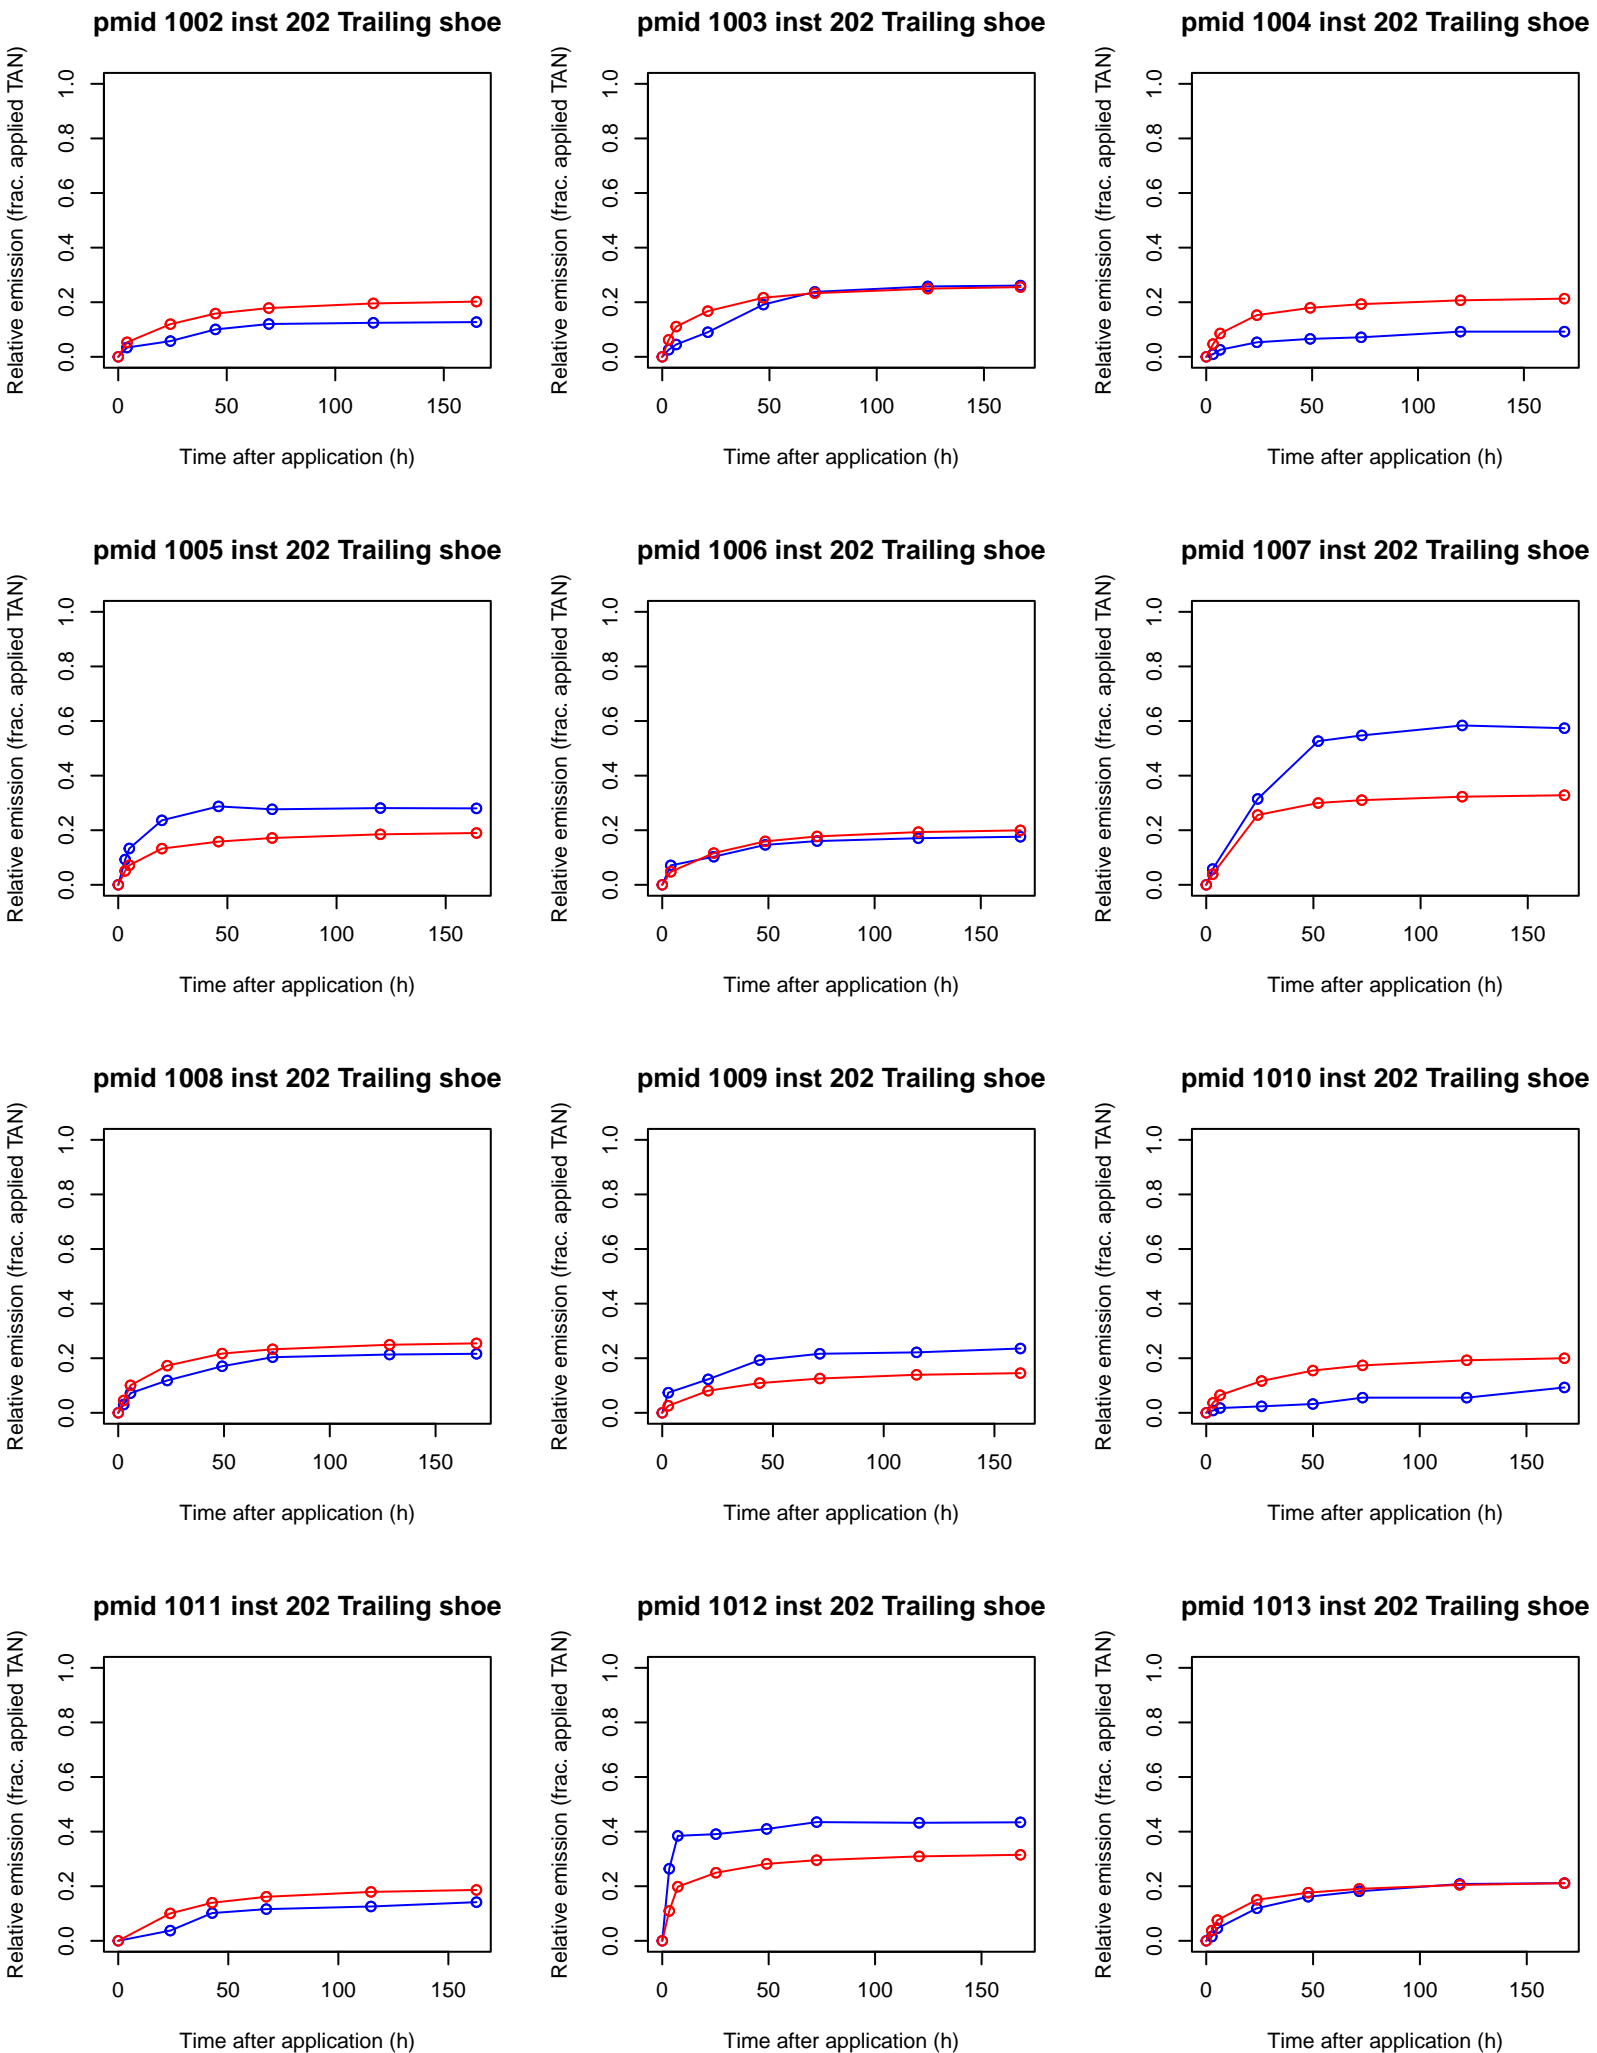 pmid 1002 inst 202 Trailing shoe
Relative emission (frac. applied TAN)
1.0
0.8
0.6
0.4
0.2
0.0
0 50 100 150
Time after application (h)
pmid 1003 inst 202 Trailing shoe
Relative emission (frac. applied TAN)
1.0
0.8
0.6
0.4
0.2
0.0
0 50 100 150
Time after application (h)
pmid 1004 inst 202 Trailing shoe
Relative emission (frac. applied TAN)
1.0
0.8
0.6
0.4
0.2
0.0
0 50 100 150
Time after application (h)
pmid 1005 inst 202 Trailing shoe
Relative emission (frac. applied TAN)
1.0
0.8
0.6
0.4
0.2
0.0
0 50 100 150
Time after application (h)
pmid 1006 inst 202 Trailing shoe
Relative emission (frac. applied TAN)
1.0
0.8
0.6
0.4
0.2
0.0
0 50 100 150
Time after application (h)
pmid 1007 inst 202 Trailing shoe
Relative emission (frac. applied TAN)
1.0
0.8
0.6
0.4
0.2
0.0
0 50 100 150
Time after application (h)
pmid 1008 inst 202 Trailing shoe
Relative emission (frac. applied TAN)
1.0
0.8
0.6
0.4
0.2
0.0
0 50 100 150
Time after application (h)
pmid 1009 inst 202 Trailing shoe
Relative emission (frac. applied TAN)
1.0
0.8
0.6
0.4
0.2
0.0
0 50 100 150
Time after application (h)
pmid 1010 inst 202 Trailing shoe
Relative emission (frac. applied TAN)
1.0
0.8
0.6
0.4
0.2
0.0
0 50 100 150
Time after application (h)
pmid 1011 inst 202 Trailing shoe
Relative emission (frac. applied TAN)
1.0
0.8
0.6
0.4
0.2
0.0
0 50 100 150
Time after application (h)
pmid 1012 inst 202 Trailing shoe
Relative emission (frac. applied TAN)
1.0
0.8
0.6
0.4
0.2
0.0
0 50 100 150
Time after application (h)
pmid 1013 inst 202 Trailing shoe
Relative emission (frac. applied TAN)
1.0
0.8
0.6
0.4
0.2
0.0
0 50 100 150
Time after application (h)